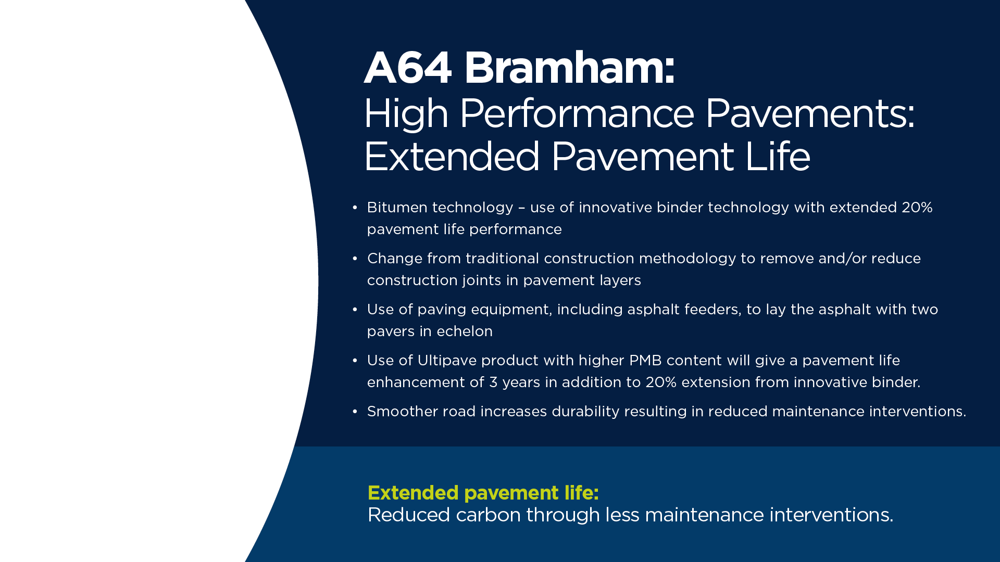 A64 Bramham:
High Performance Pavements:
Extended Pavement Life
• Bitumen technology – use of innovative binder technology with extended 20%
pavement life performance
• Change from traditional construction methodology to remove and/or reduce
construction joints in pavement layers
• Use of paving equipment, including asphalt feeders, to lay the asphalt with two
pavers in echelon
• Use of Ultipave product with higher PMB content will give a pavement life
enhancement of 3 years in addition to 20% extension from innovative binder.
• Smoother road increases durability resulting in reduced maintenance interventions.
Extended pavement life:
Reduced carbon through less maintenance interventions.